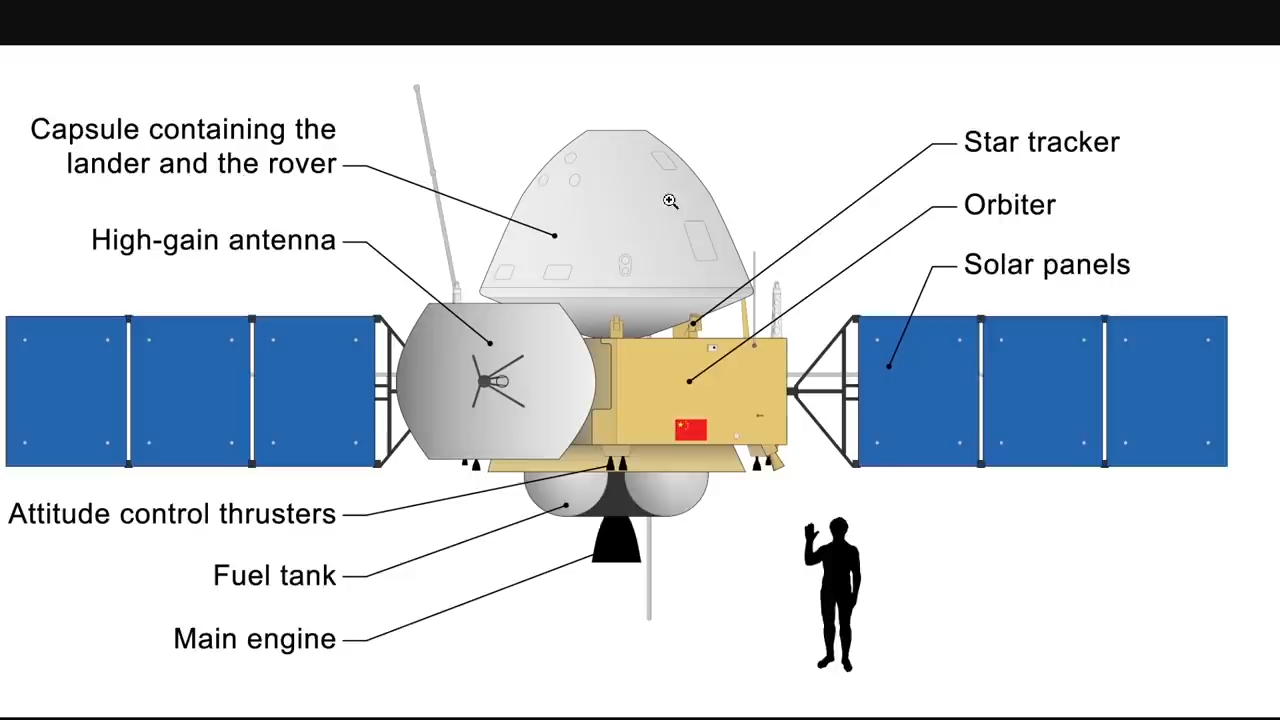 Capsule containing the
lander and the rover
High-gain antenna
Attitude control thrusters
Fuel tank
Main engine
Star tracker
Orbiter
Solar panels